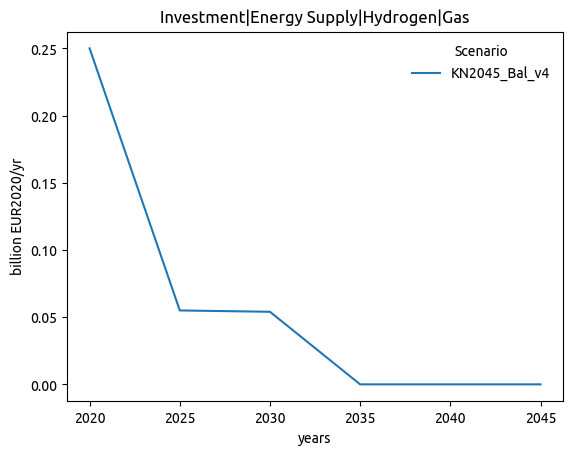 Investment|Energy Supply|Hydrogen|Gas
Scenario
KN2045_Bal_v4
billion EUR2020/yr
0.25
0.20
0.15
0.10
0.05
0.00
2020 2025 2030 2035 2040 2045
years